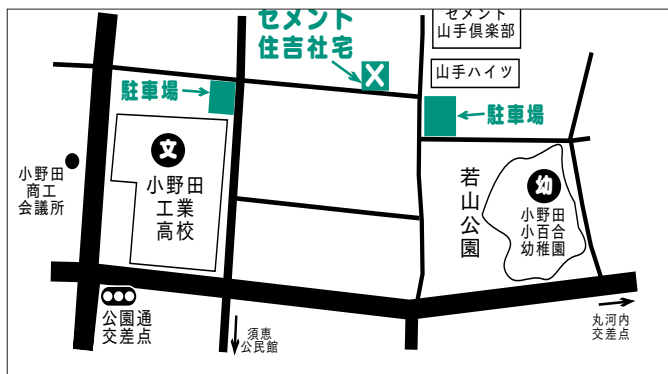 セメント
住吉社宅
セメント
山手倶楽部
山手ハイツ
駐車場
駐車場
文
小野田
工業
高校
小野田
商工
会議所
若山公園
幼
小野田
小百合
幼稚園
公園通
交差点
須恵
公民館
丸河内
交差点